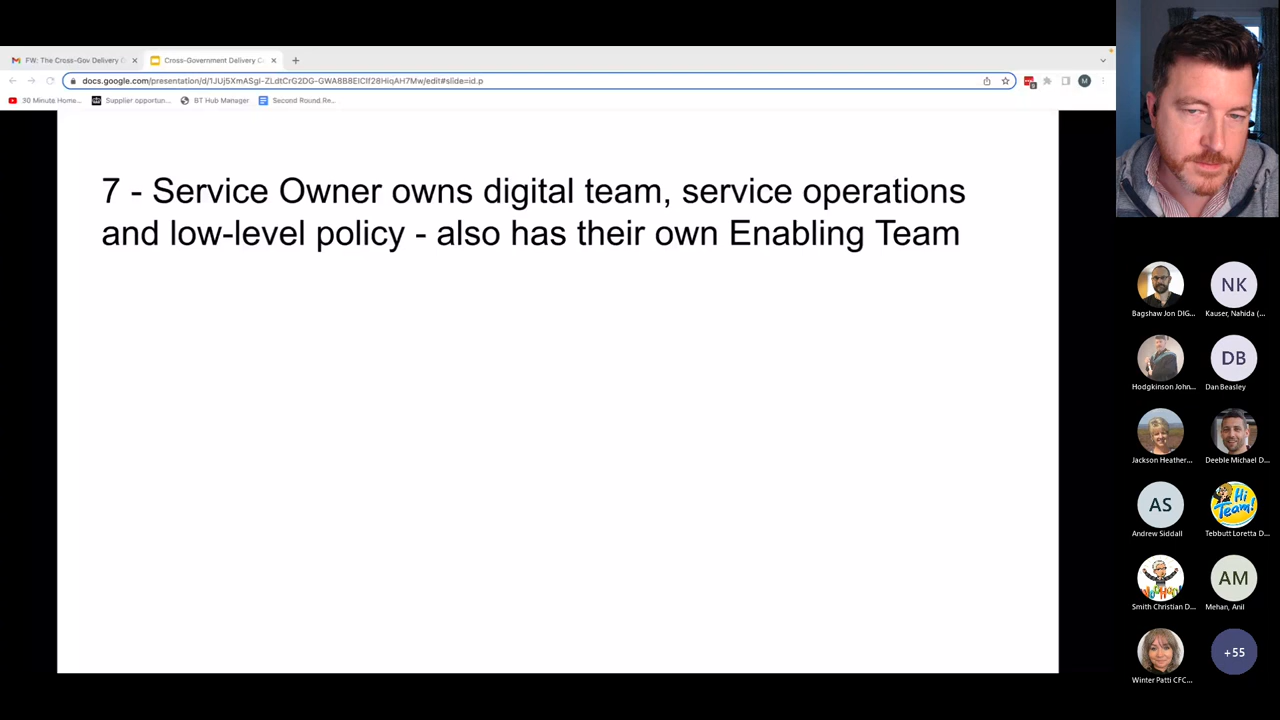 FW: The Cross-Gov Delivery C
Cross-Government Delivery Co
docs.google.com/presentation/d/1JUj5XmASgI-ZLdtCrG2DG-GWA8B8EICIf28HiqAH7Mw/edit#slide=id.p
M
30 Minute Home...
Supplier opportun...
BT Hub Manager
Second Round.Re...
7 - Service Owner owns digital team, service operations
and low-level policy - also has their own Enabling Team
Bagshaw Jon DIG...
NK
Kauser, Nahida (...
Hodgkinson John...
DB
Dan Beasley
Jackson Heather...
Deeble Michael D...
AS
Andrew Siddall
Hi
Team!
Tebbutt Loretta D...
Smith Christian D...
AM
Mehan, Anil
Winter Patti CFC...
+55